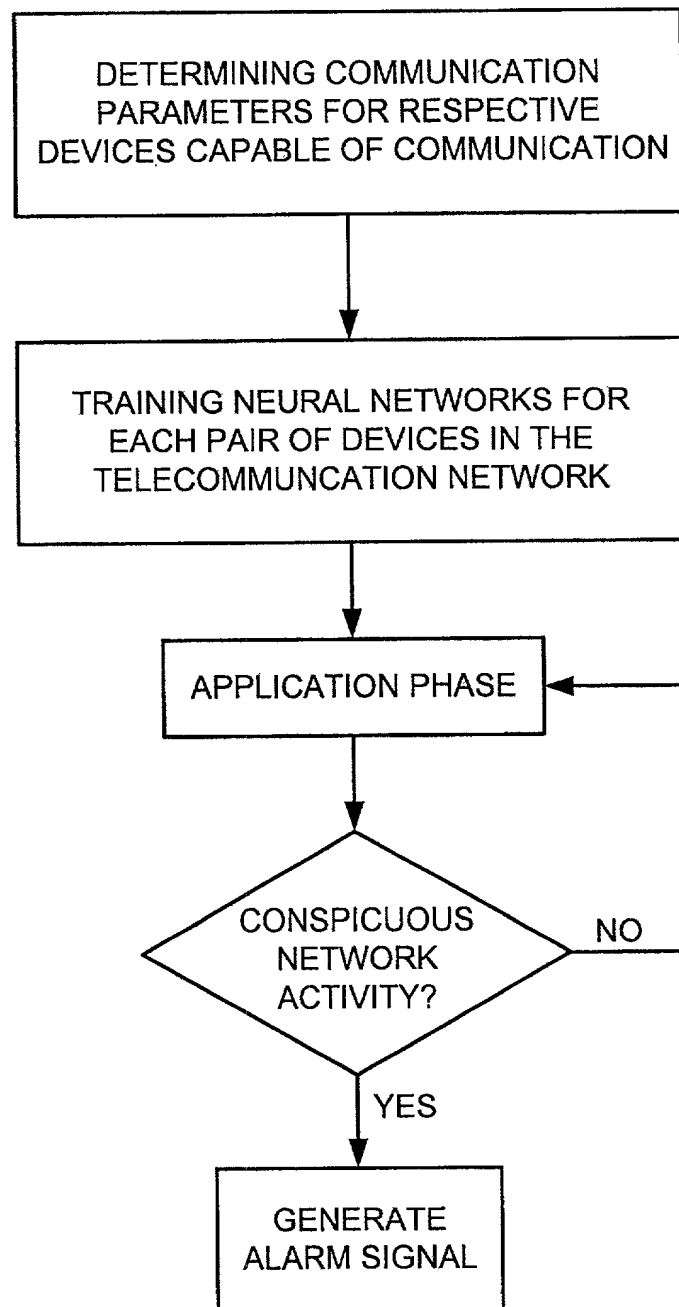 DETERMINING COMMUNICATION
PARAMETERS FOR RESPECTIVE
DEVICES CAPABLE OF COMMUNICATION
TRAINING NEURAL NETWORKS FOR
EACH PAIR OF DEVICES IN THE
TELECOMMUNCATION NETWORK
APPLICATION PHASE
CONSPICUOUS
NETWORK
ACTIVITY?
NO
YES
GENERATE
ALARM SIGNAL